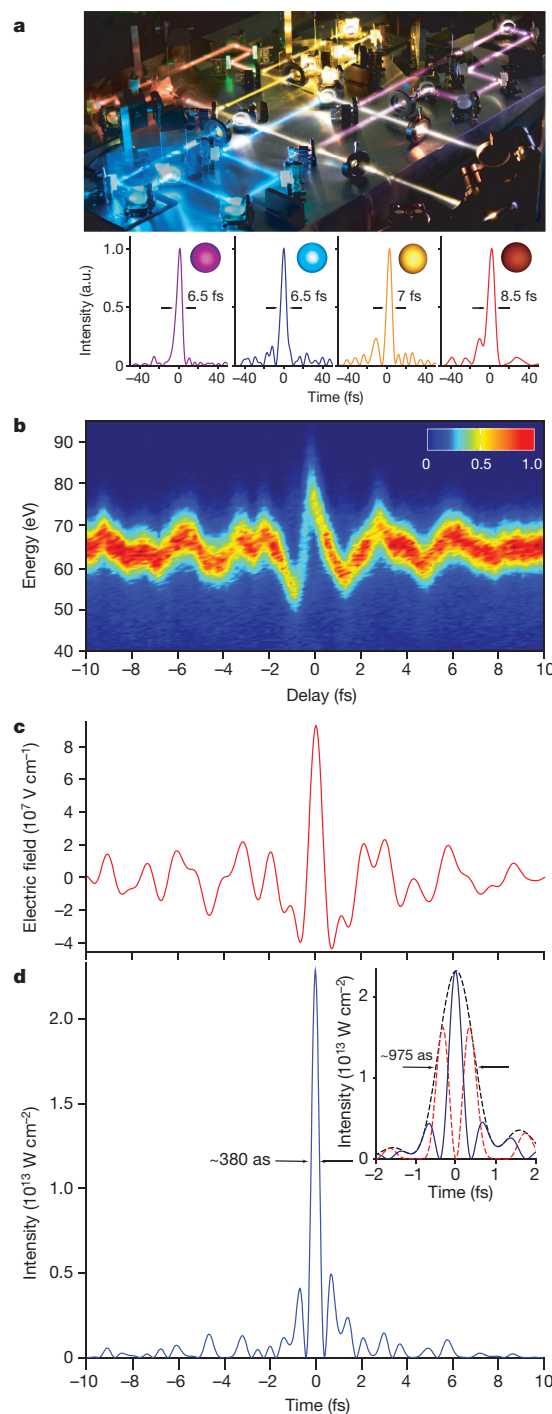 a
1.0
0.5
0
Intensity (a.u.)
6.5 fs
6.5 fs
7 fs
8.5 fs
−40 0 40
−40 0 40
−40 0 40
−40 0 40
Time (fs)
b
90
80
70
60
50
40
Energy (eV)
0 0.5 1.0
−10 −8 −6 −4 −2 0 2 4 6 8 10
Delay (fs)
c
8
6
4
2
0
−2
−4
Electric field (10⁷ V cm⁻¹)
d
2.0
1.5
1.0
0.5
0
Intensity (10¹³ W cm⁻²)
~380 as
2
1
0
Intensity (10¹³ W cm⁻²)
~975 as
−2 −1 0 1 2
Time (fs)
−10 −8 −6 −4 −2 0 2 4 6 8 10
Time (fs)